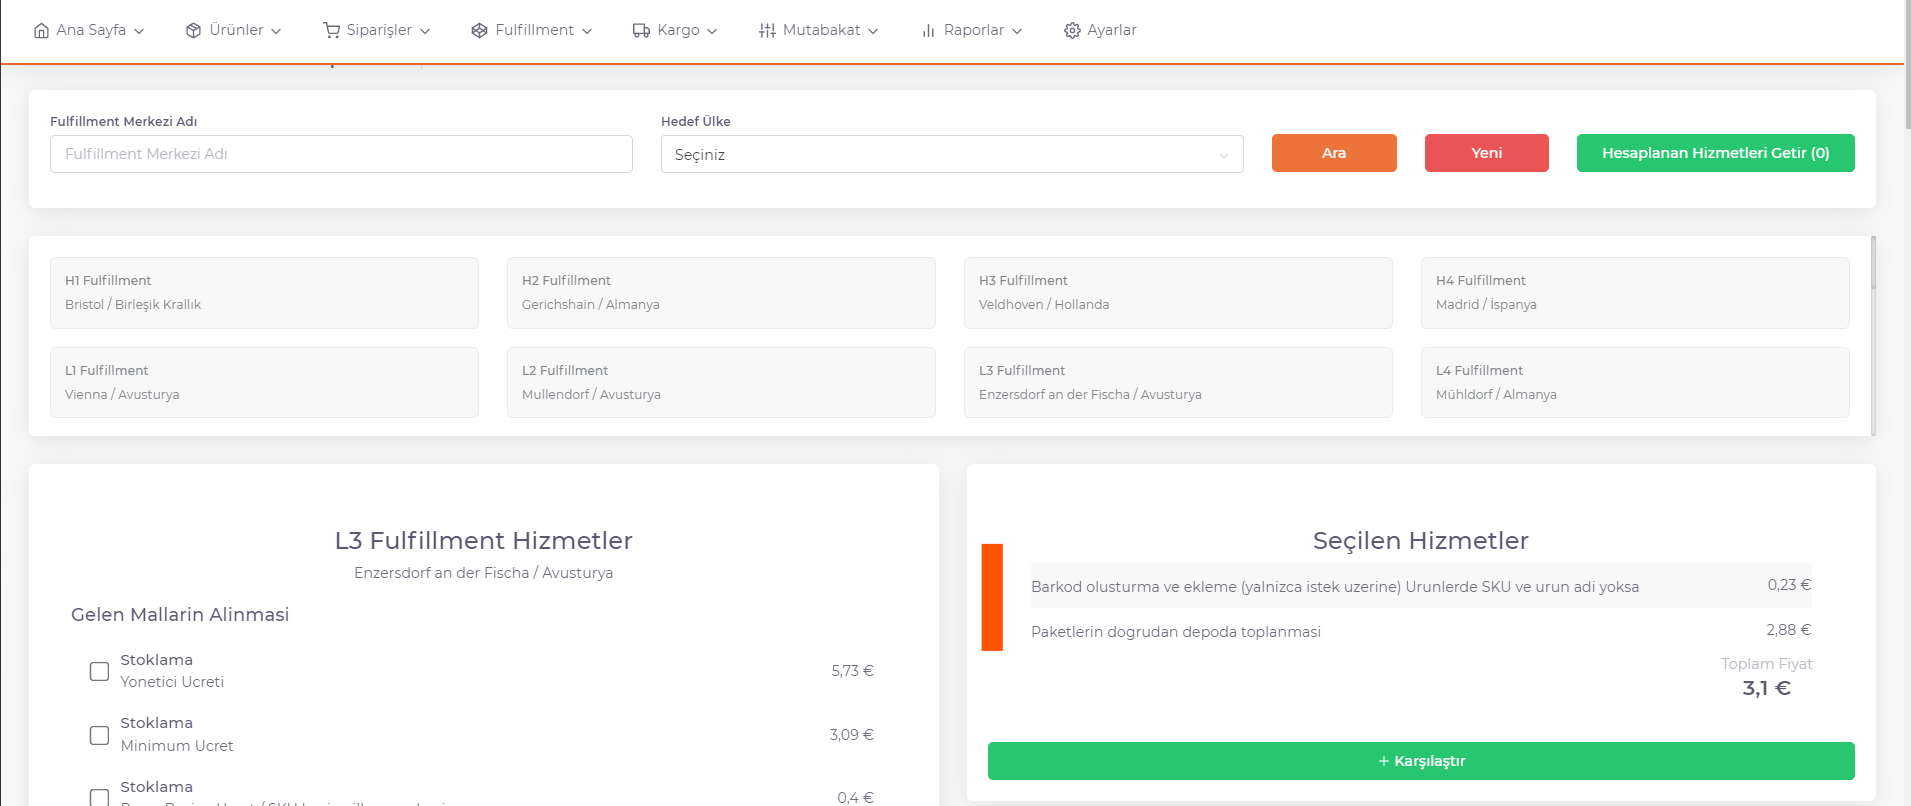 Ana Sayfa
Ürünler
Siparişler
Fulfillment
Kargo
Mutabakat
Raporlar
Ayarlar
Fulfillment Merkezi Adı
Hedef Ülke
Fulfillment Merkezi Adı
Seçiniz
Ara
Yeni
Hesaplanan Hizmetleri Getir (0)
H1 Fulfillment
Bristol / Birleşik Krallık
H2 Fulfillment
Gerichshain / Almanya
H3 Fulfillment
Veldhoven / Hollanda
H4 Fulfillment
Madrid / İspanya
L1 Fulfillment
Vienna / Avusturya
L2 Fulfillment
Mullendorf / Avusturya
L3 Fulfillment
Enzersdorf an der Fischa / Avusturya
L4 Fulfillment
Mühldorf / Almanya
L3 Fulfillment Hizmetler
Enzersdorf an der Fischa / Avusturya
Gelen Mallarin Alinmasi
Stoklama
Yonetici Ucreti
5,73 €
Stoklama
Minimum Ucret
3,09 €
Stoklama
0,4 €
Seçilen Hizmetler
Barkod olusturma ve ekleme (yalnizca istek uzerine) Urunlerde SKU ve urun adi yoksa
0,23 €
Paketlerin dogrudan depoda toplanmasi
2,88 €
Toplam Fiyat
3,1 €
+ Karşılaştır